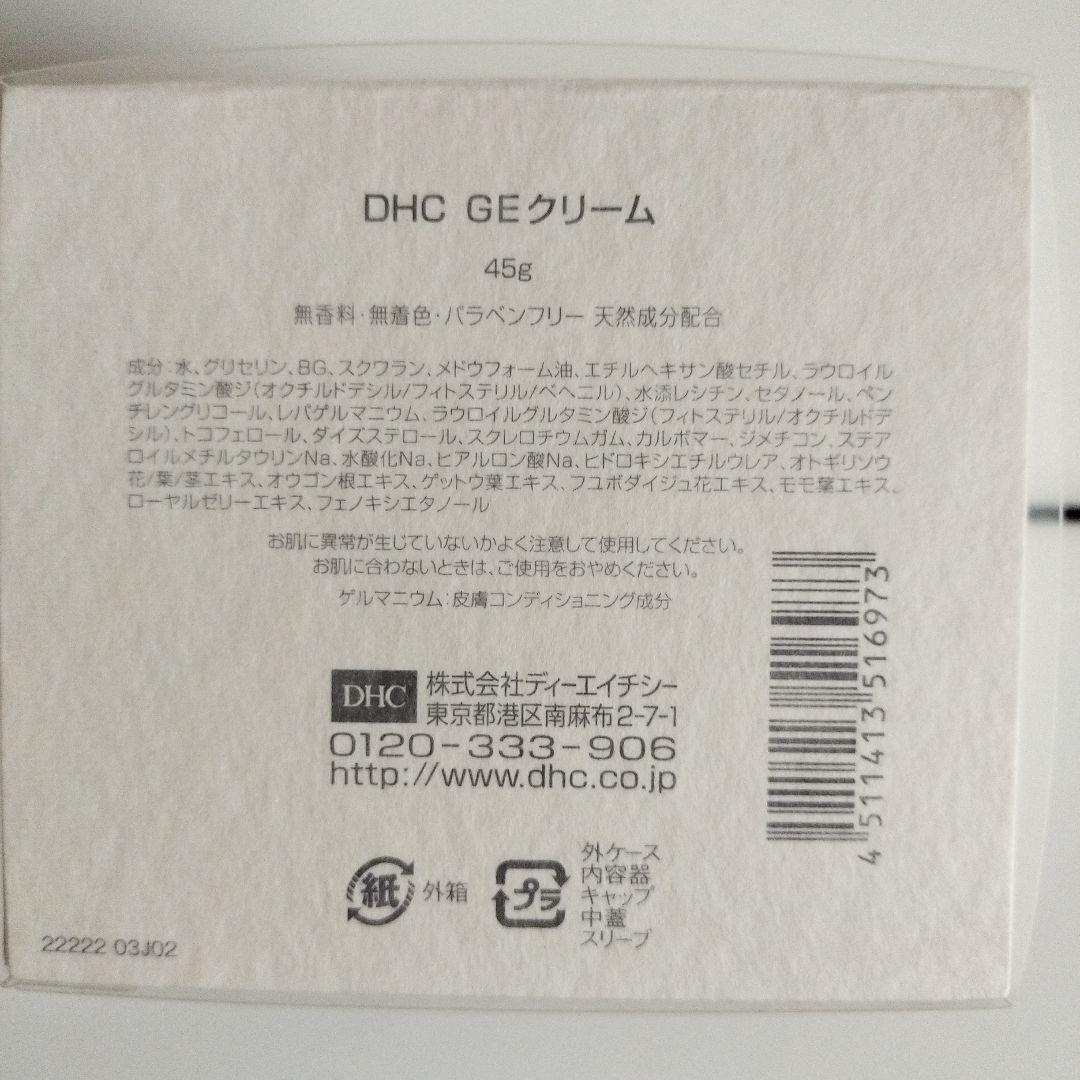 DHC GEクリーム
45g
無香料・無着色・パラベンフリー 天然成分配合
成分:水、グリセリン、BG、スクワラン、メドウフォーム油、エチルヘキサン酸セチル、ラウロイル
グルタミン酸ジ(オクチルドデシル/フィトステリル/ベヘニル)、水添レシチン、セタノール、ペン
チレングリコール、レパゲルマニウム、ラウロイルグルタミン酸ジ(フィトステリル/オクチルドデ
シル)、トコフェロール、ダイズステロール、スクレロチウムガム、カルボマー、ジメチコン、ステア
ロイルメチルタウリンNa、水酸化Na、ヒアルロン酸Na、ヒドロキシエチルウレア、オトギリソウ
花/葉/茎エキス、オウゴン根エキス、ゲットウ葉エキス、フユボダイジュ花エキス、モモ葉エキス、
ローヤルゼリーエキス、フェノキシエタノール
お肌に異常が生じていないかよく注意して使用してください。
お肌に合わないときは、ご使用をおやめください。
ゲルマニウム:皮膚コンディショニング成分
DHC 株式会社ディーエイチシー
東京都港区南麻布2-7-1
0120-333-906
http://www.dhc.co.jp
4 511413 516973
紙 外箱
プラ
外ケース
内容器
キャップ
中蓋
スリーブ
22222 03J02